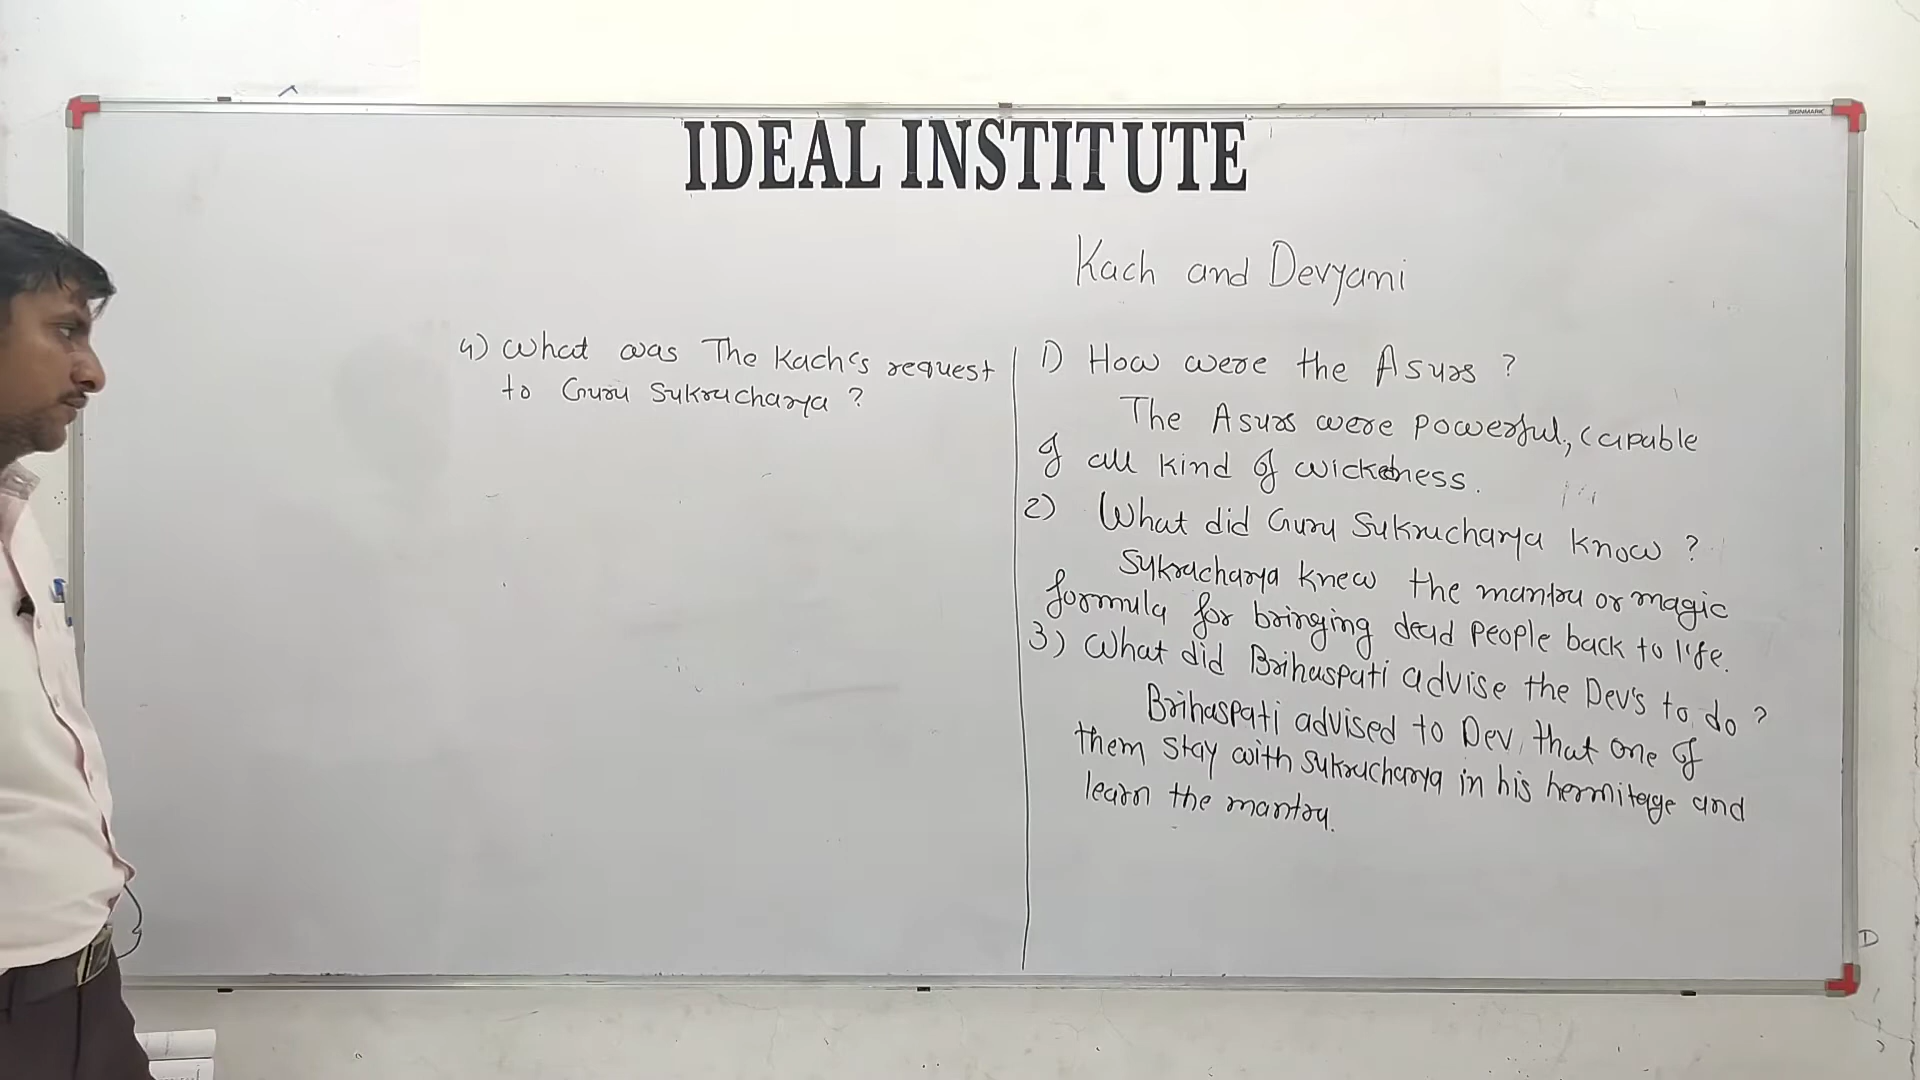 IDEAL INSTITUTE
Kach and Devyani
1) How were the Asurs ?
The Asurs were powerful, capable
of all kind of wickedness.
2) What did Guru Sukracharya know ?
Sukracharya knew the mantra or magic
formula for bringing dead people back to life.
3) What did Brihaspati advise the Dev's to do ?
Brihaspati advised to Dev, that one of
them stay with Sukracharya in his hermitage and
learn the mantra.
4) What was The Kach's request
to Guru Sukracharya ?
SIGNMARK
D